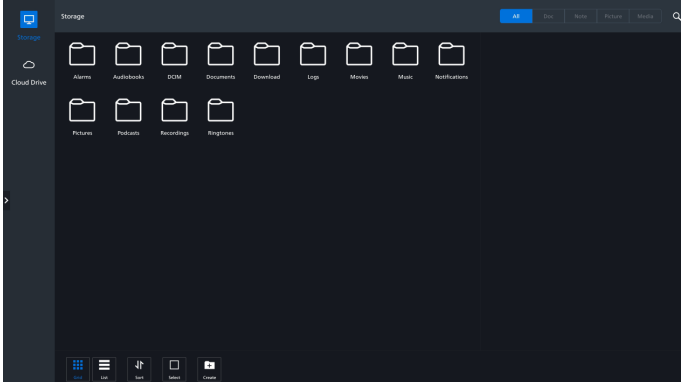 Storage
All Doc Note Picture Media
Storage
Cloud Drive
Alarms Audiobooks DCIM Documents Download Logs Movies Music Notifications
Pictures Podcasts Recordings Ringtones
List Sort Select Create